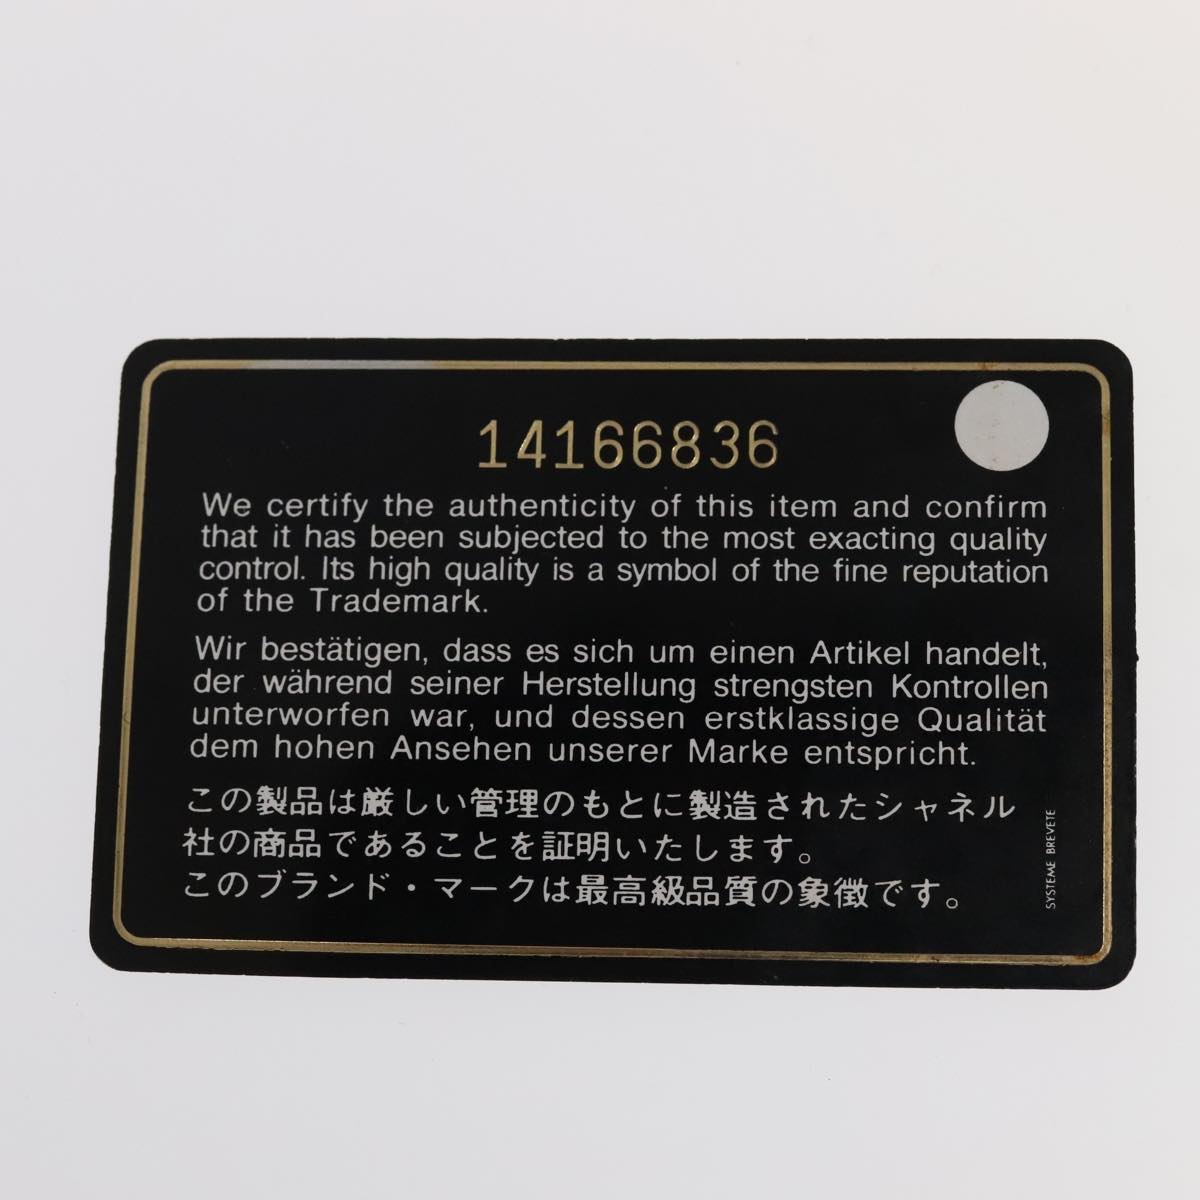 14166836
We certify the authenticity of this item and confirm
that it has been subjected to the most exacting quality
control. Its high quality is a symbol of the fine reputation
of the Trademark.
Wir bestätigen, dass es sich um einen Artikel handelt,
der während seiner Herstellung strengsten Kontrollen
unterworfen war, und dessen erstklassige Qualität
dem hohen Ansehen unserer Marke entspricht.
この製品は厳しい管理のもとに製造されたシャネル
社の商品であることを証明いたします。
このブランド・マークは最高級品質の象徴です。
SYSTEME BREVETE